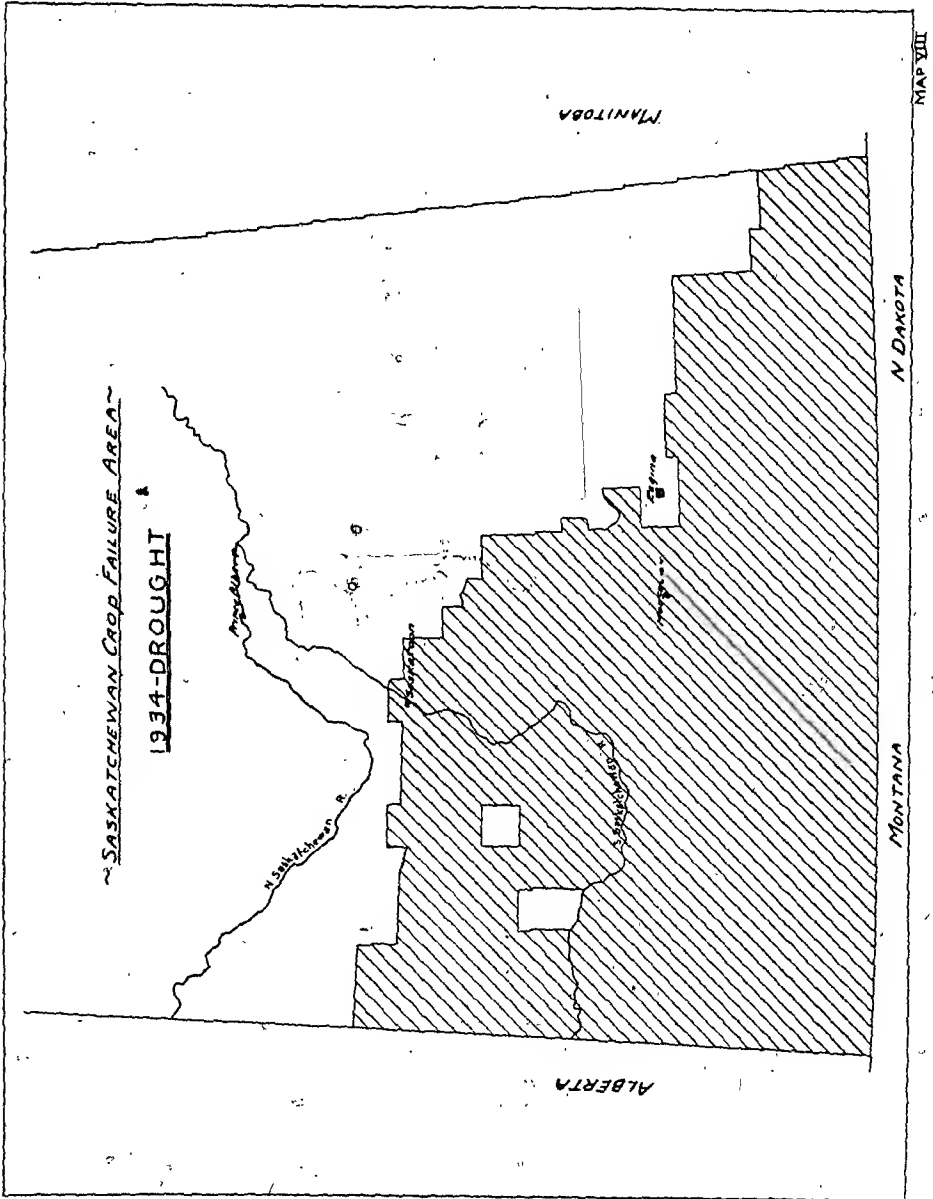 MAP VIII
~SASKATCHEWAN CROP FAILURE AREA~
1934-DROUGHT
MANITOBA
ALBERTA
N DAKOTA
MONTANA
N Saskatchewan R.
S. Saskatchewan R.
Prince Albert
Saskatoon
Regina